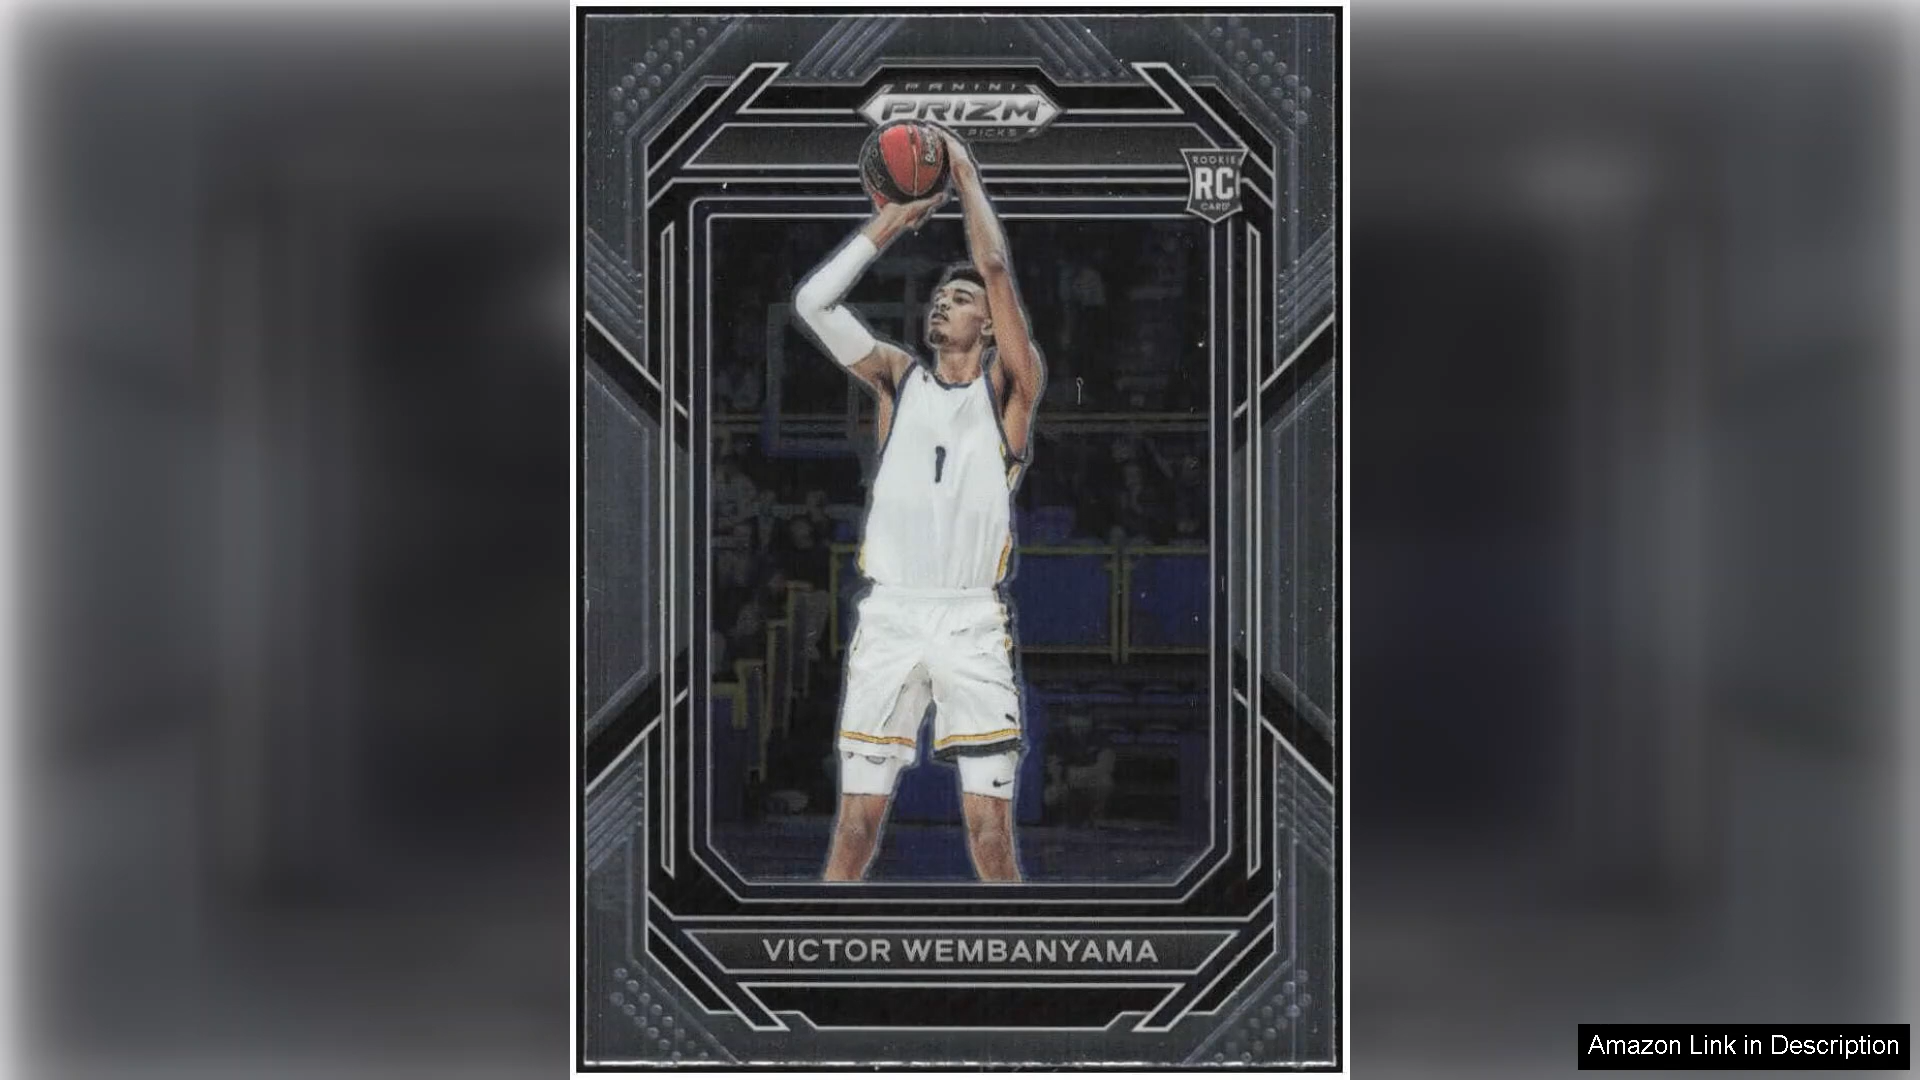 PANINI
PRIZM
PICKS
ROOKIE
RC
CARD
1
VICTOR WEMBANYAMA
Amazon Link in Description